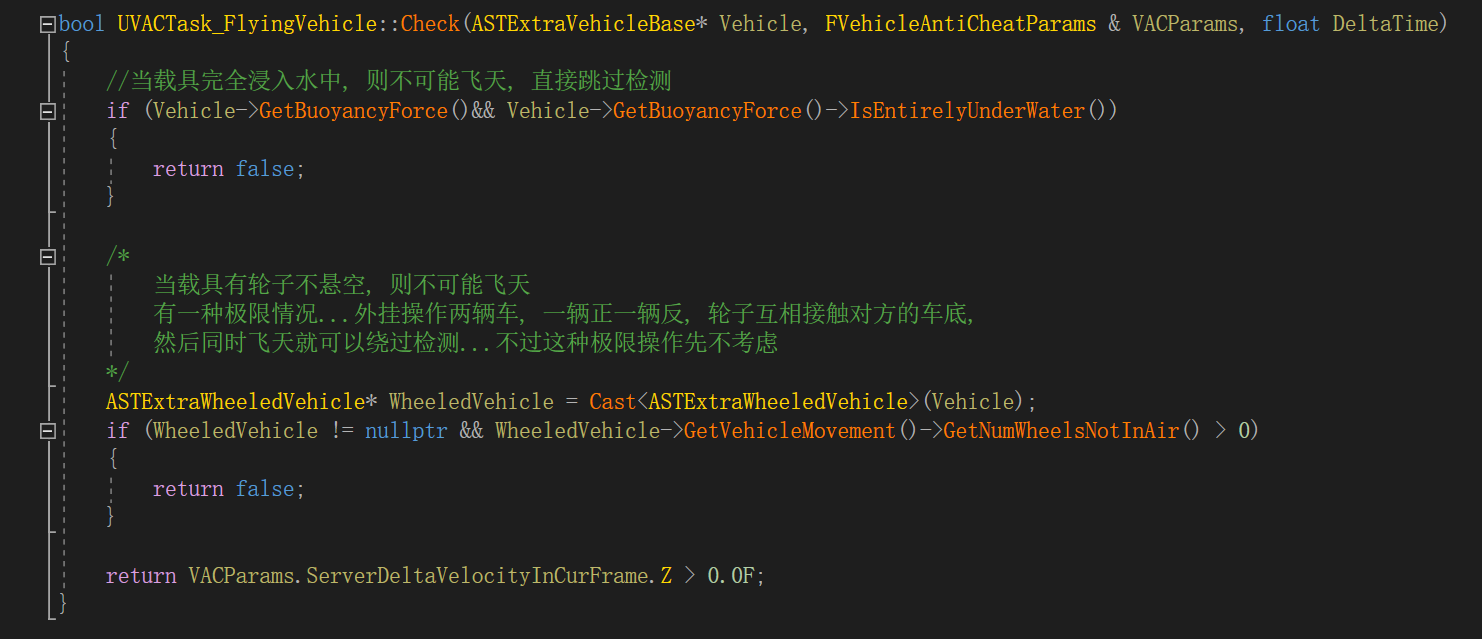 bool UVACTask_FlyingVehicle::Check(ASTExtraVehicleBase* Vehicle, FVehicleAntiCheatParams & VACParams, float DeltaTime)
{
//当载具完全浸入水中, 则不可能飞天, 直接跳过检测
if (Vehicle->GetBuoyancyForce()&& Vehicle->GetBuoyancyForce()->IsEntirelyUnderWater())
{
return false;
}
/*
当载具有轮子不悬空, 则不可能飞天
有一种极限情况...外挂操作两辆车, 一辆正一辆反, 轮子互相接触对方的车底,
然后同时飞天就可以绕过检测...不过这种极限操作先不考虑
*/
ASTExtraWheeledVehicle* WheeledVehicle = Cast<ASTExtraWheeledVehicle>(Vehicle);
if (WheeledVehicle != nullptr && WheeledVehicle->GetVehicleMovement()->GetNumWheelsNotInAir() > 0)
{
return false;
}
return VACParams.ServerDeltaVelocityInCurFrame.Z > 0.0F;
}